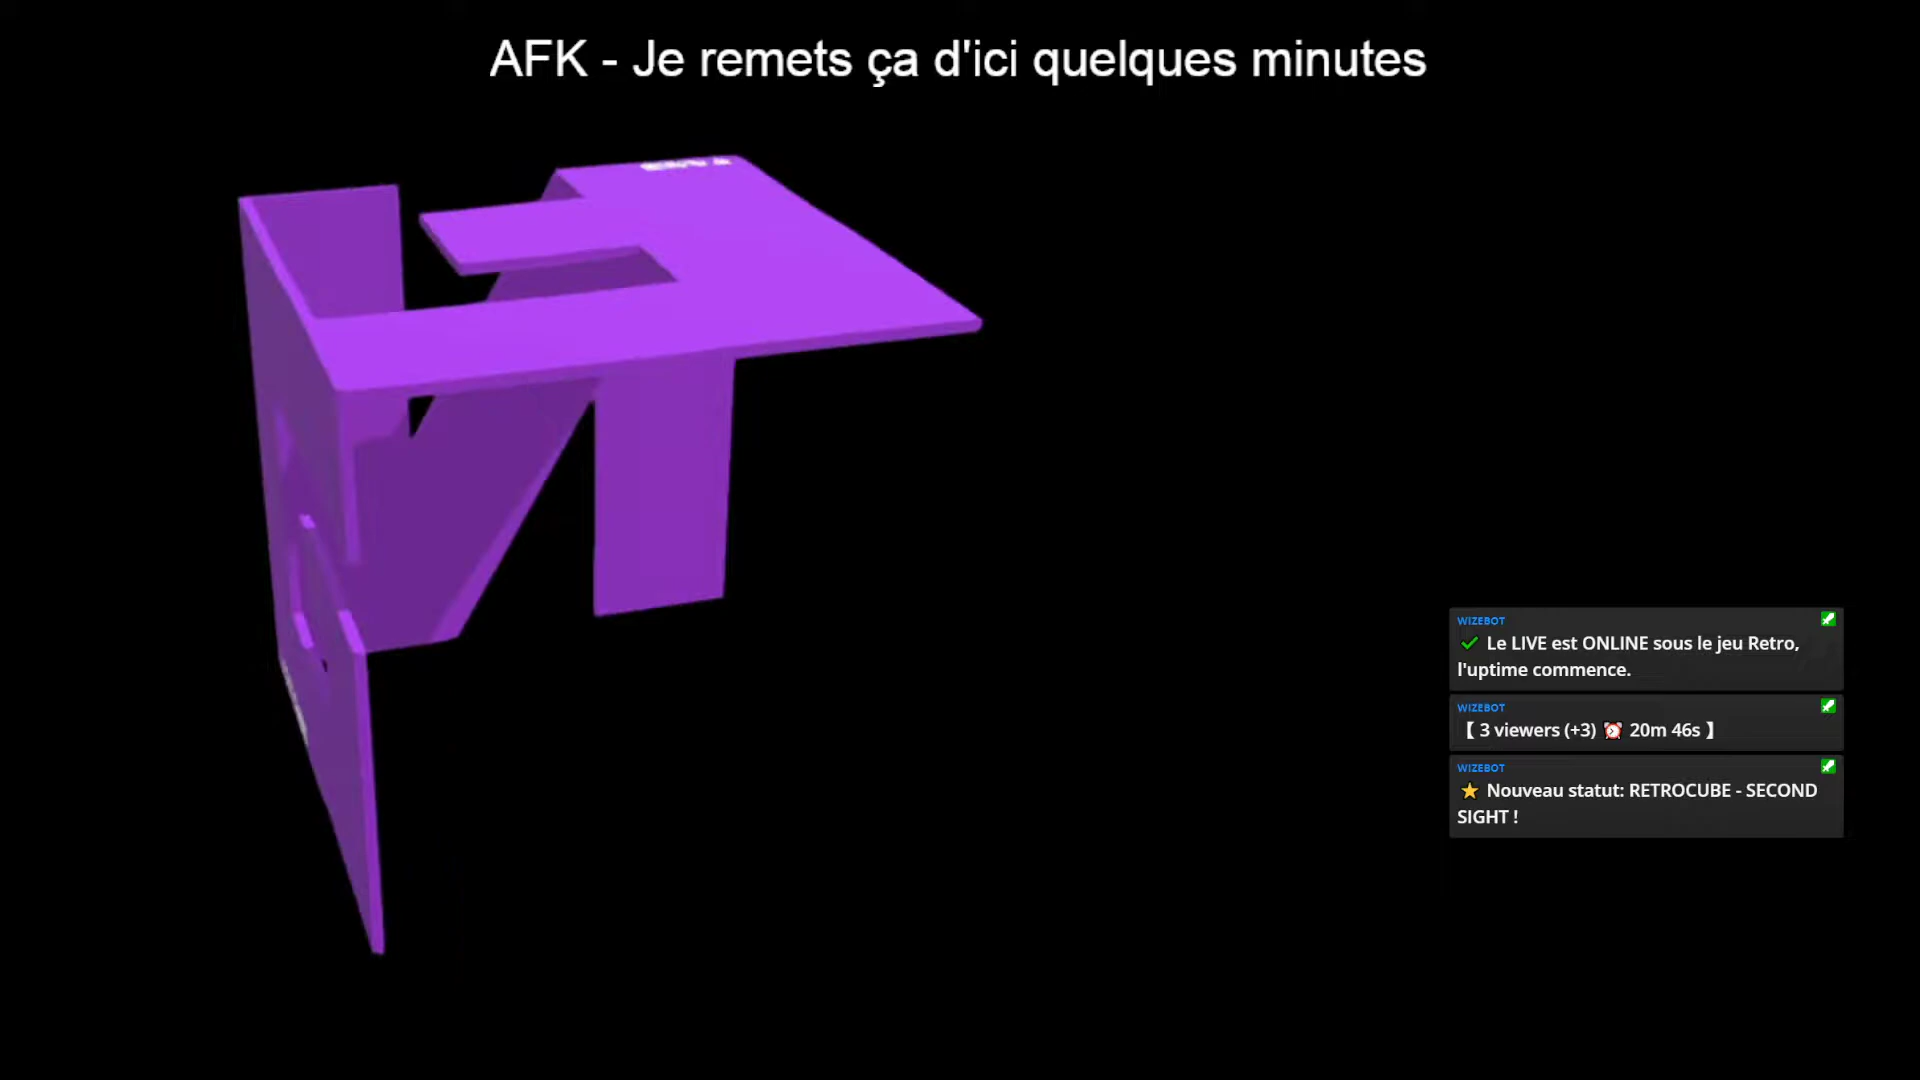 AFK - Je remets ça d'ici quelques minutes
WIZEBOT
✔ Le LIVE est ONLINE sous le jeu Retro,
l'uptime commence.
WIZEBOT
【 3 viewers (+3) ⏰ 20m 46s 】
WIZEBOT
⭐ Nouveau statut: RETROCUBE - SECOND
SIGHT !